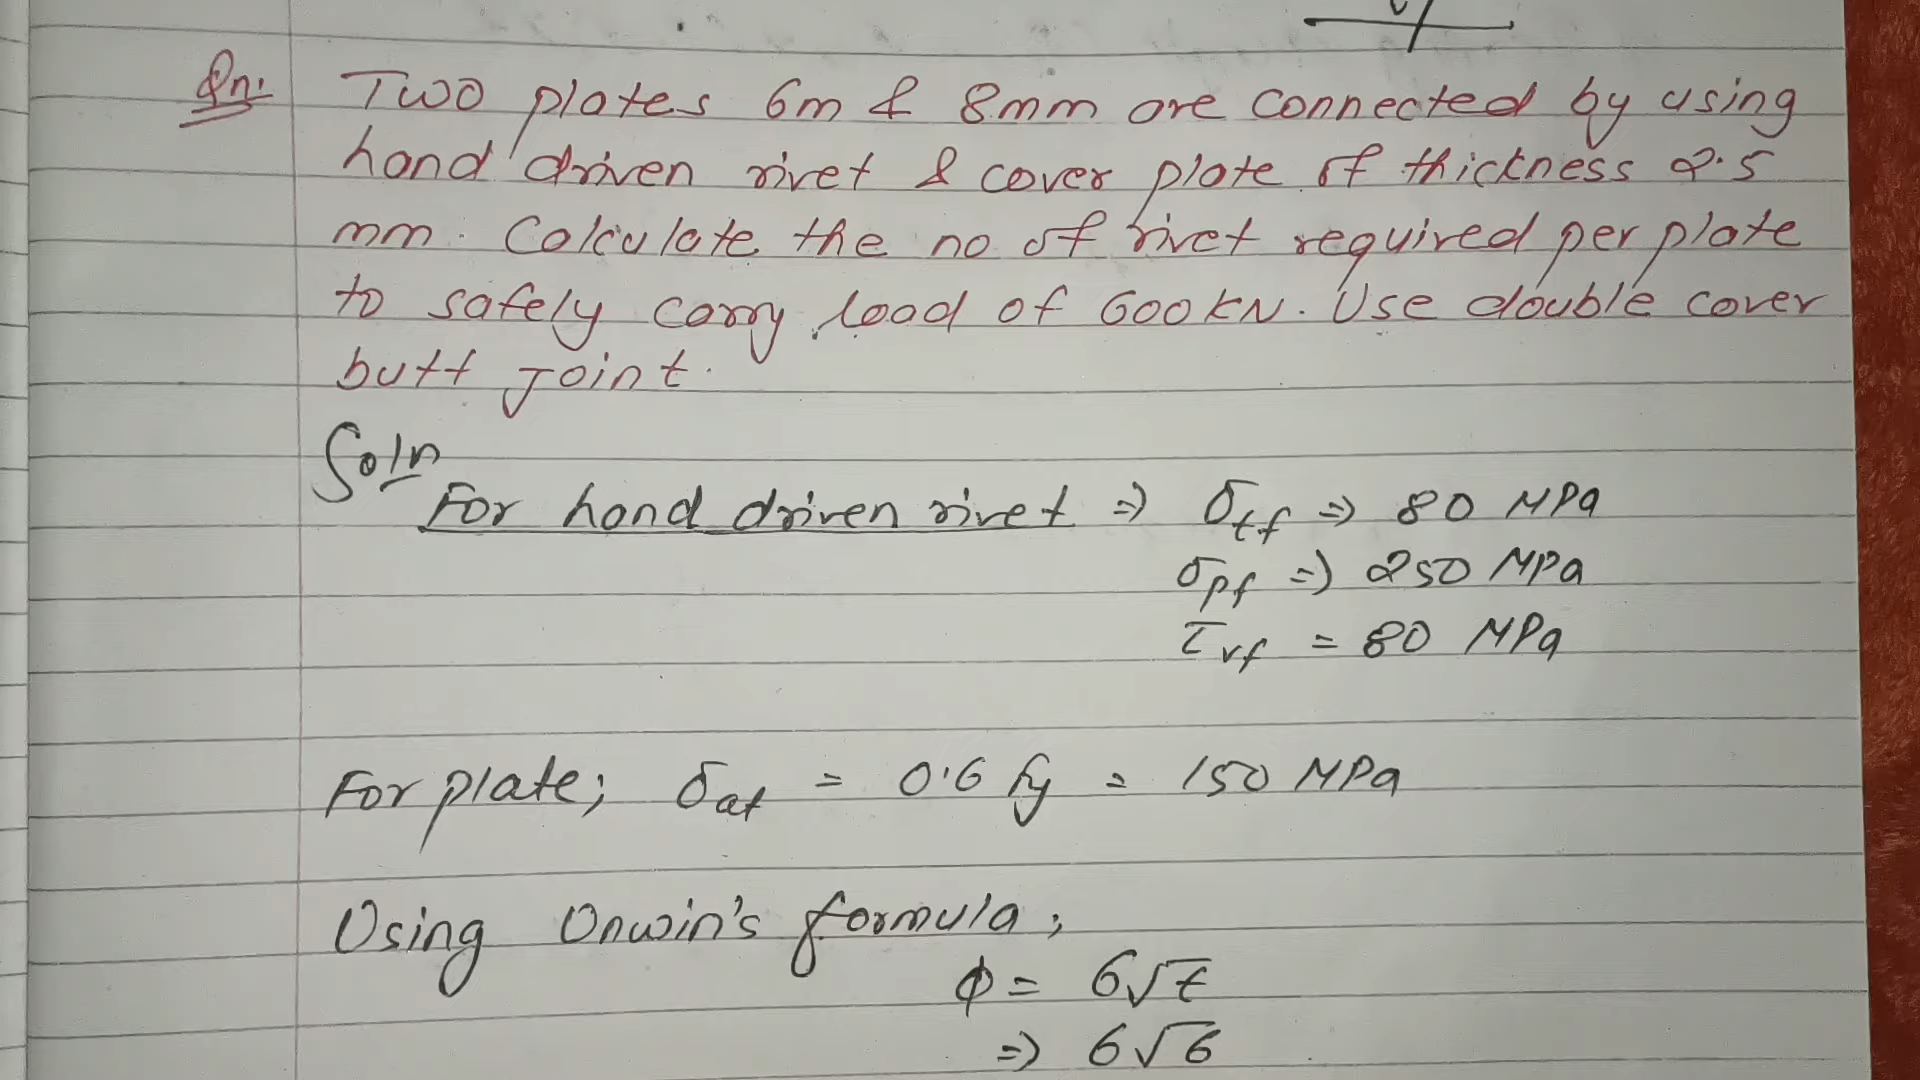 Qn. Two plates 6m & 8mm are connected by using
hand driven rivet & cover plate of thickness 2.5
mm. Calculate the no of rivet required per plate
to safely carry load of 600 KN. Use double cover
butt Joint.
Soln
For hand driven rivet ⇒ σtf ⇒ 80 MPa
σpf ⇒ 250 MPa
τvf = 80 MPa
For plate; σat = 0.6 fy = 150 MPa
Using Unwin's formula;
ϕ = 6√t
⇒ 6√6